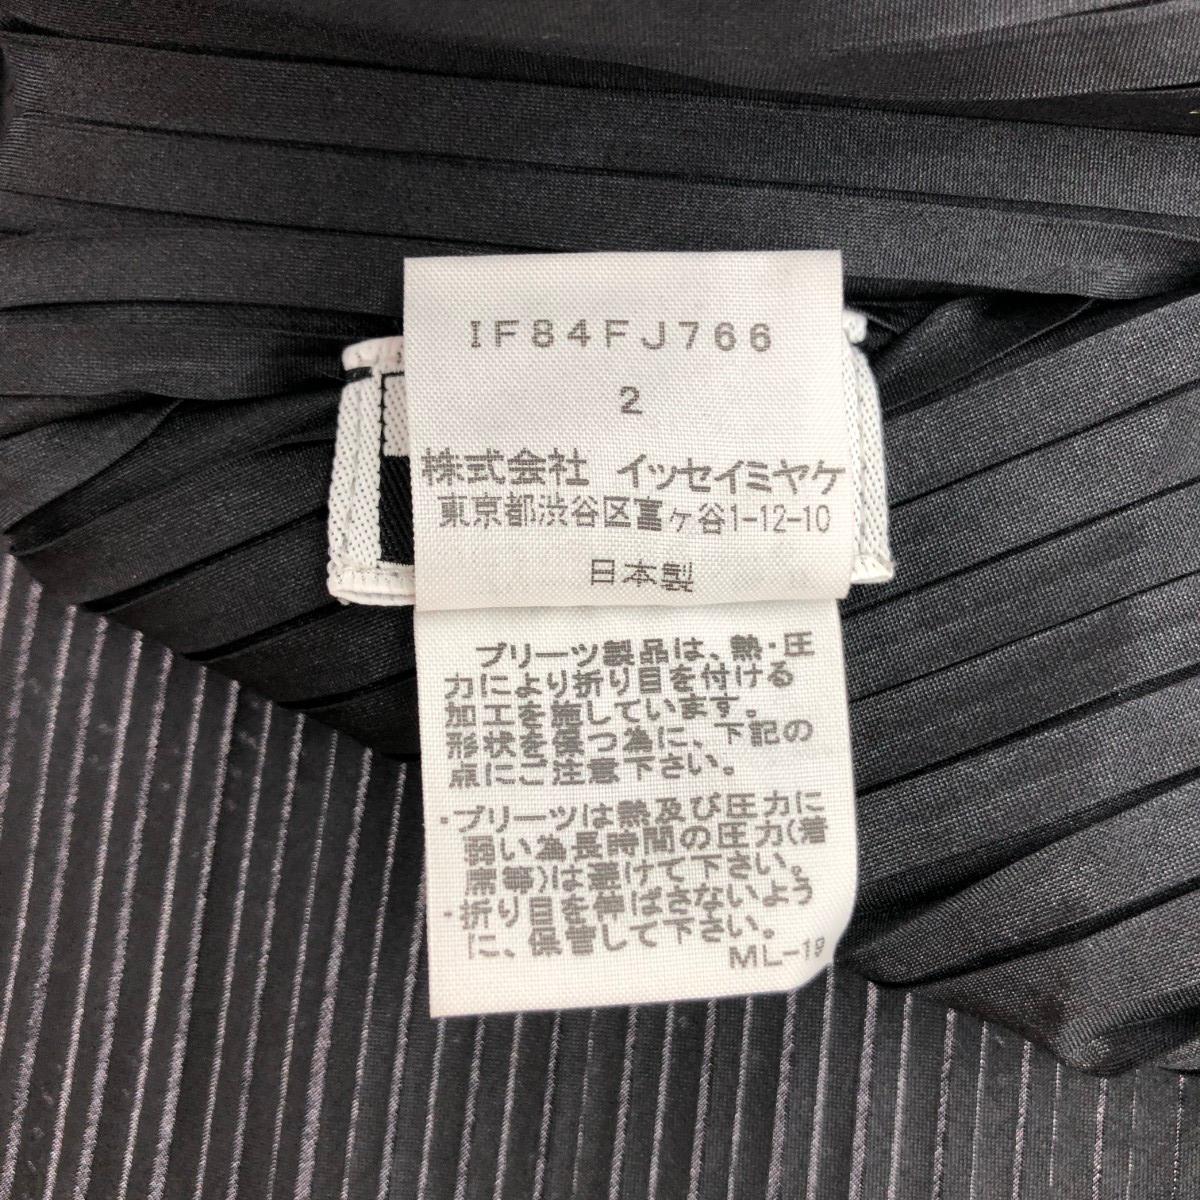 IF84FJ766
2
株式会社 イッセイミヤケ
東京都渋谷区富ヶ谷1-12-10
日本製
プリーツ製品は、熱・圧
力により折り目を付ける
加工を施しています。
形状を保つ為に、下記の
点にご注意下さい。
・プリーツは熱及び圧力に
弱い為長時間の圧力(着
席等)は避けて下さい。
・折り目を伸ばさないよう
に、保管して下さい。
ML-19